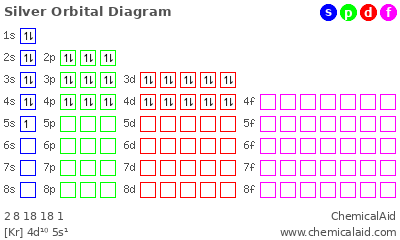 Silver Orbital Diagram s p d f
1s ⥮
2s ⥮ 2p ⥮ ⥮ ⥮
3s ⥮ 3p ⥮ ⥮ ⥮ 3d ⥮ ⥮ ⥮ ⥮ ⥮
4s ⥮ 4p ⥮ ⥮ ⥮ 4d ⥮ ⥮ ⥮ ⥮ ⥮ 4f
5s ↿ 5p 5d 5f
6s 6p 6d 6f
7s 7p 7d 7f
8s 8p 8d 8f
2 8 18 18 1 ChemicalAid
[Kr] 4d¹⁰ 5s¹ www.chemicalaid.com